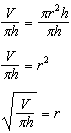 V/πh = πr²h/πh
V/πh = r²
√(V/πh) = r